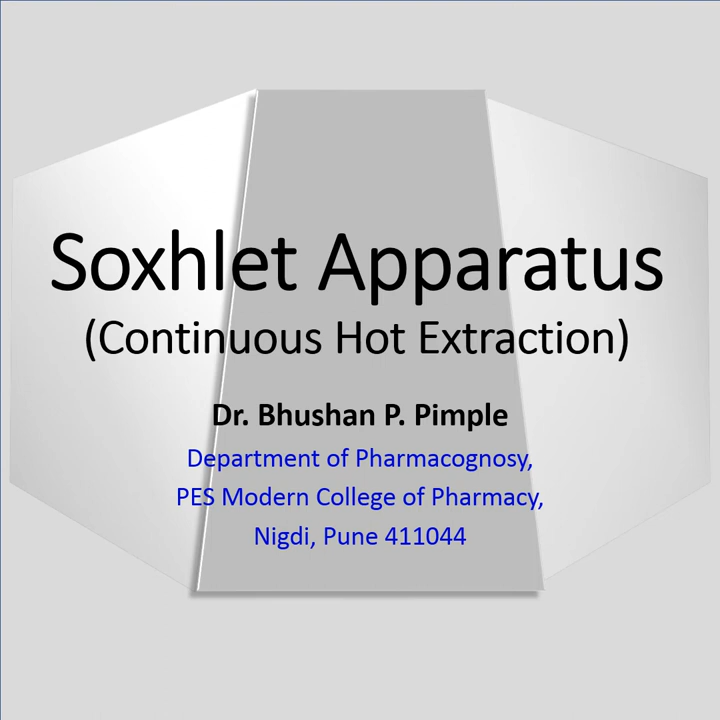 Soxhlet Apparatus
(Continuous Hot Extraction)
Dr. Bhushan P. Pimple
Department of Pharmacognosy,
PES Modern College of Pharmacy,
Nigdi, Pune 411044